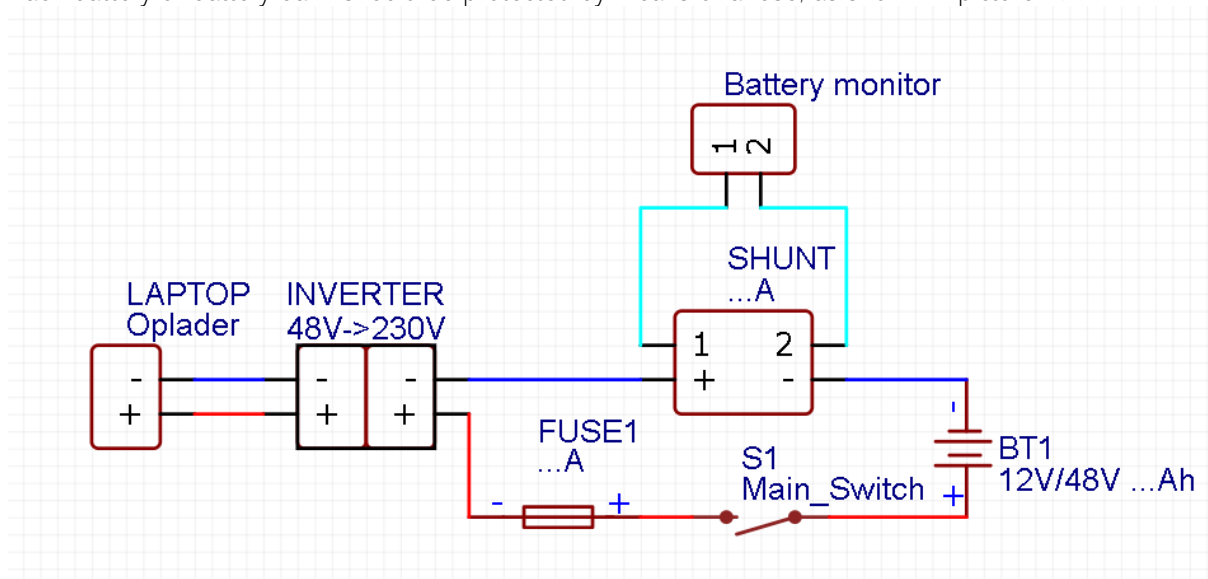 Battery monitor
1 2
SHUNT
...A
1 2
+ -
LAPTOP
Oplader
INVERTER
48V->230V
- - -
+ + +
FUSE1
...A
- +
S1
Main_Switch
-
BT1
12V/48V ...Ah
+